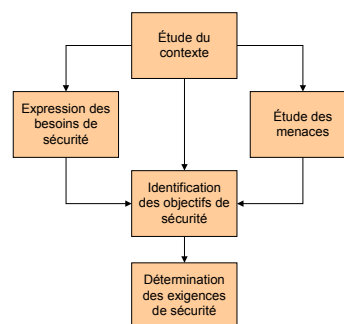 Étude du
contexte
Expression des
besoins de
sécurité
Étude des
menaces
Identification
des objectifs de
sécurité
Détermination
des exigences de
sécurité